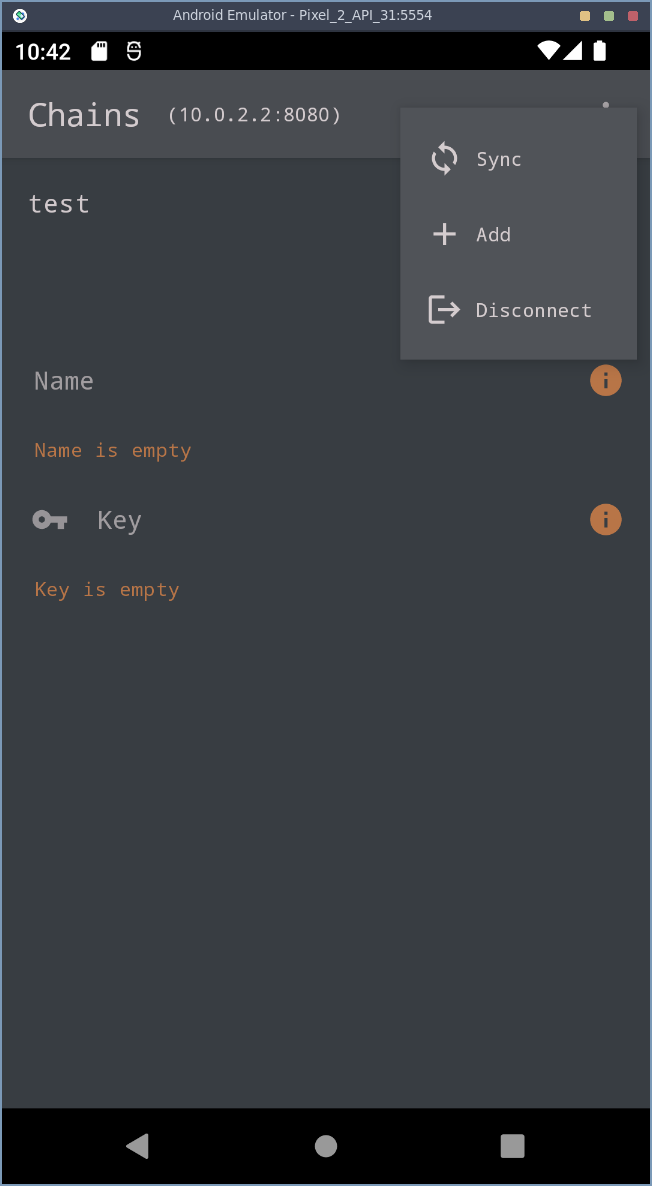 Android Emulator - Pixel_2_API_31:5554
10:42
Chains (10.0.2.2:8080)
Sync
test
Add
Disconnect
Name
Name is empty
Key
Key is empty